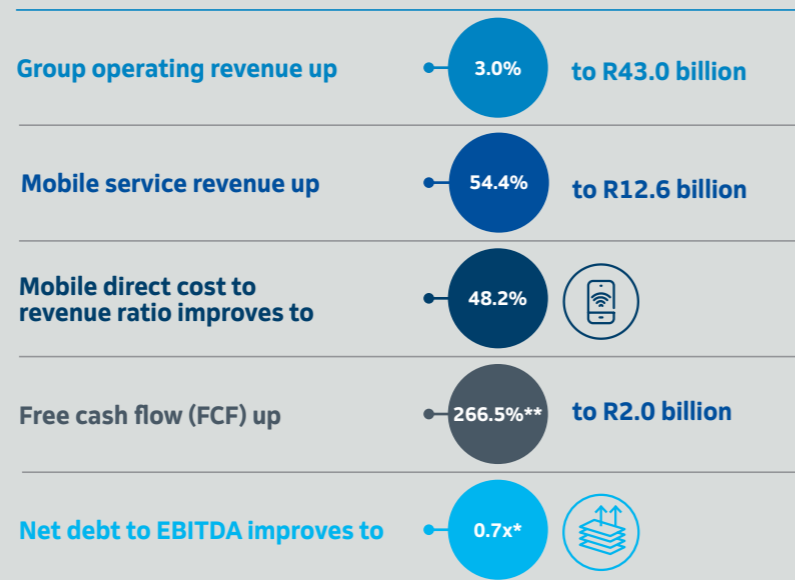 Group operating revenue up 3.0% to R43.0 billion
Mobile service revenue up 54.4% to R12.6 billion
Mobile direct cost to
revenue ratio improves to 48.2%
Free cash flow (FCF) up 266.5%** to R2.0 billion
Net debt to EBITDA improves to 0.7x*